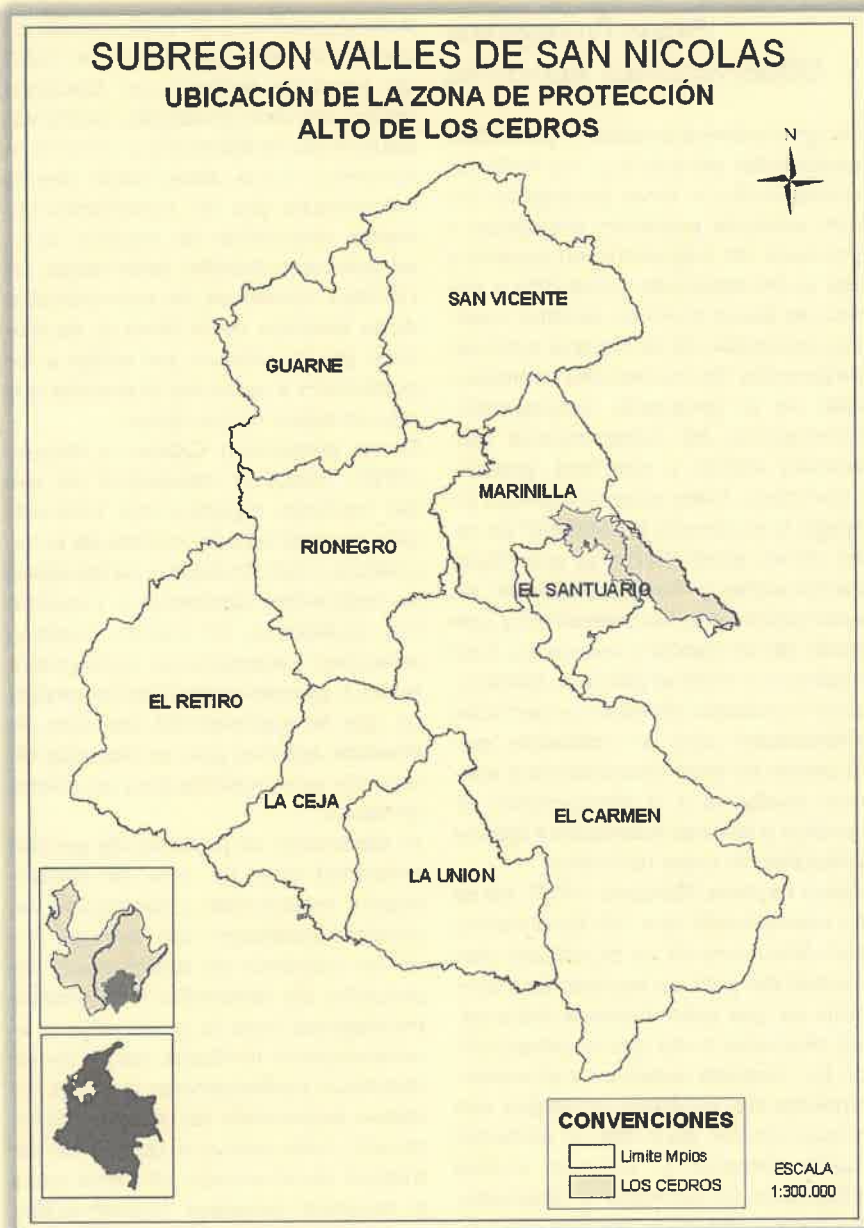 SUBREGION VALLES DE SAN NICOLAS
UBICACIÓN DE LA ZONA DE PROTECCIÓN
ALTO DE LOS CEDROS
N
SAN VICENTE
GUARNE
MARINILLA
RIONEGRO
EL SANTUARIO
EL RETIRO
LA CEJA
EL CARMEN
LA UNION
CONVENCIONES
Limite Mpios
LOS CEDROS
ESCALA
1:300.000